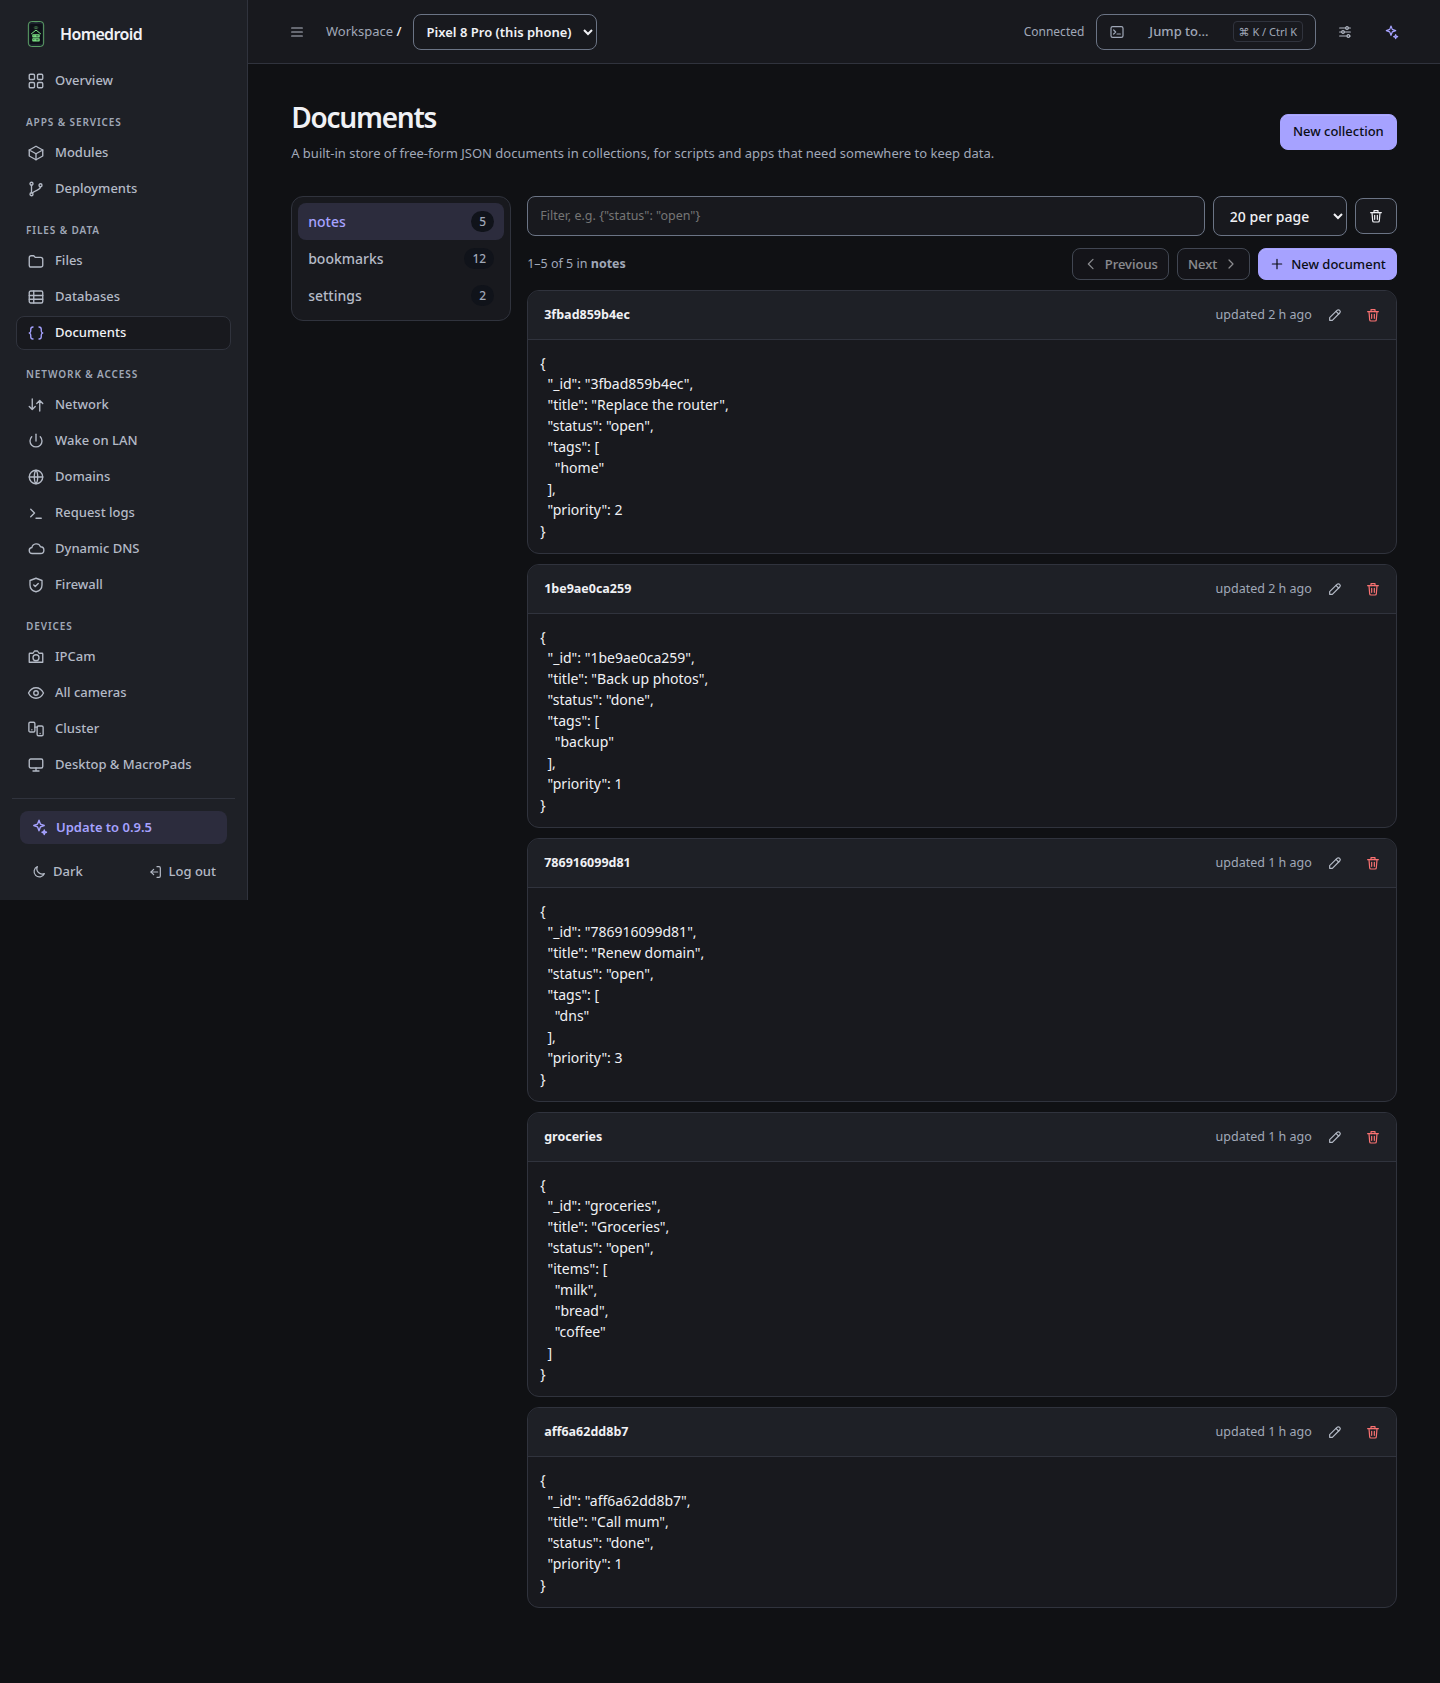 Homedroid
Overview
APPS & SERVICES
Modules
Deployments
FILES & DATA
Files
Databases
Documents
NETWORK & ACCESS
Network
Wake on LAN
Domains
Request logs
Dynamic DNS
Firewall
DEVICES
IPCam
All cameras
Cluster
Desktop & MacroPads
Update to 0.9.5
Dark
Log out
Workspace /
Pixel 8 Pro (this phone)
Connected
Jump to...
⌘ K / Ctrl K
Documents
A built-in store of free-form JSON documents in collections, for scripts and apps that need somewhere to keep data.
New collection
notes 5
bookmarks 12
settings 2
Filter, e.g. {"status": "open"}
20 per page
1–5 of 5 in notes
Previous
Next
New document
3fbad859b4ec
updated 2 h ago
{
"_id": "3fbad859b4ec",
"title": "Replace the router",
"status": "open",
"tags": [
"home"
],
"priority": 2
}
1be9ae0ca259
updated 2 h ago
{
"_id": "1be9ae0ca259",
"title": "Back up photos",
"status": "done",
"tags": [
"backup"
],
"priority": 1
}
786916099d81
updated 1 h ago
{
"_id": "786916099d81",
"title": "Renew domain",
"status": "open",
"tags": [
"dns"
],
"priority": 3
}
groceries
updated 1 h ago
{
"_id": "groceries",
"title": "Groceries",
"status": "open",
"items": [
"milk",
"bread",
"coffee"
]
}
aff6a62dd8b7
updated 1 h ago
{
"_id": "aff6a62dd8b7",
"title": "Call mum",
"status": "done",
"priority": 1
}